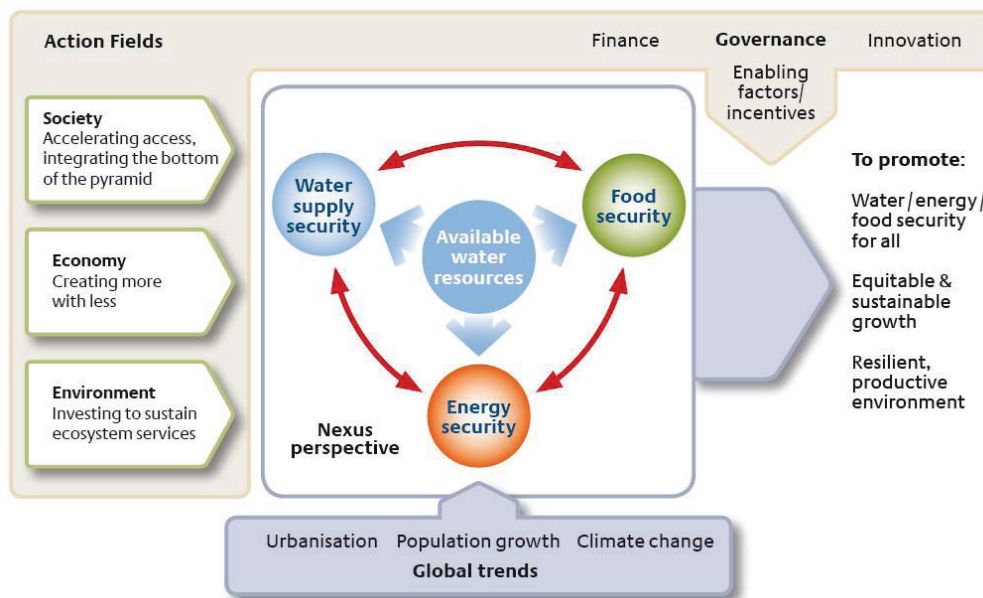 Action Fields
Finance
Governance
Innovation
Enabling
factors/
incentives
Society
Accelerating access,
integrating the bottom
of the pyramid
Economy
Creating more
with less
Environment
Investing to sustain
ecosystem services
Water
supply
security
Food
security
Available
water
resources
Energy
security
Nexus
perspective
To promote:
Water / energy /
food security
for all
Equitable &
sustainable
growth
Resilient,
productive
environment
Urbanisation
Population growth
Climate change
Global trends